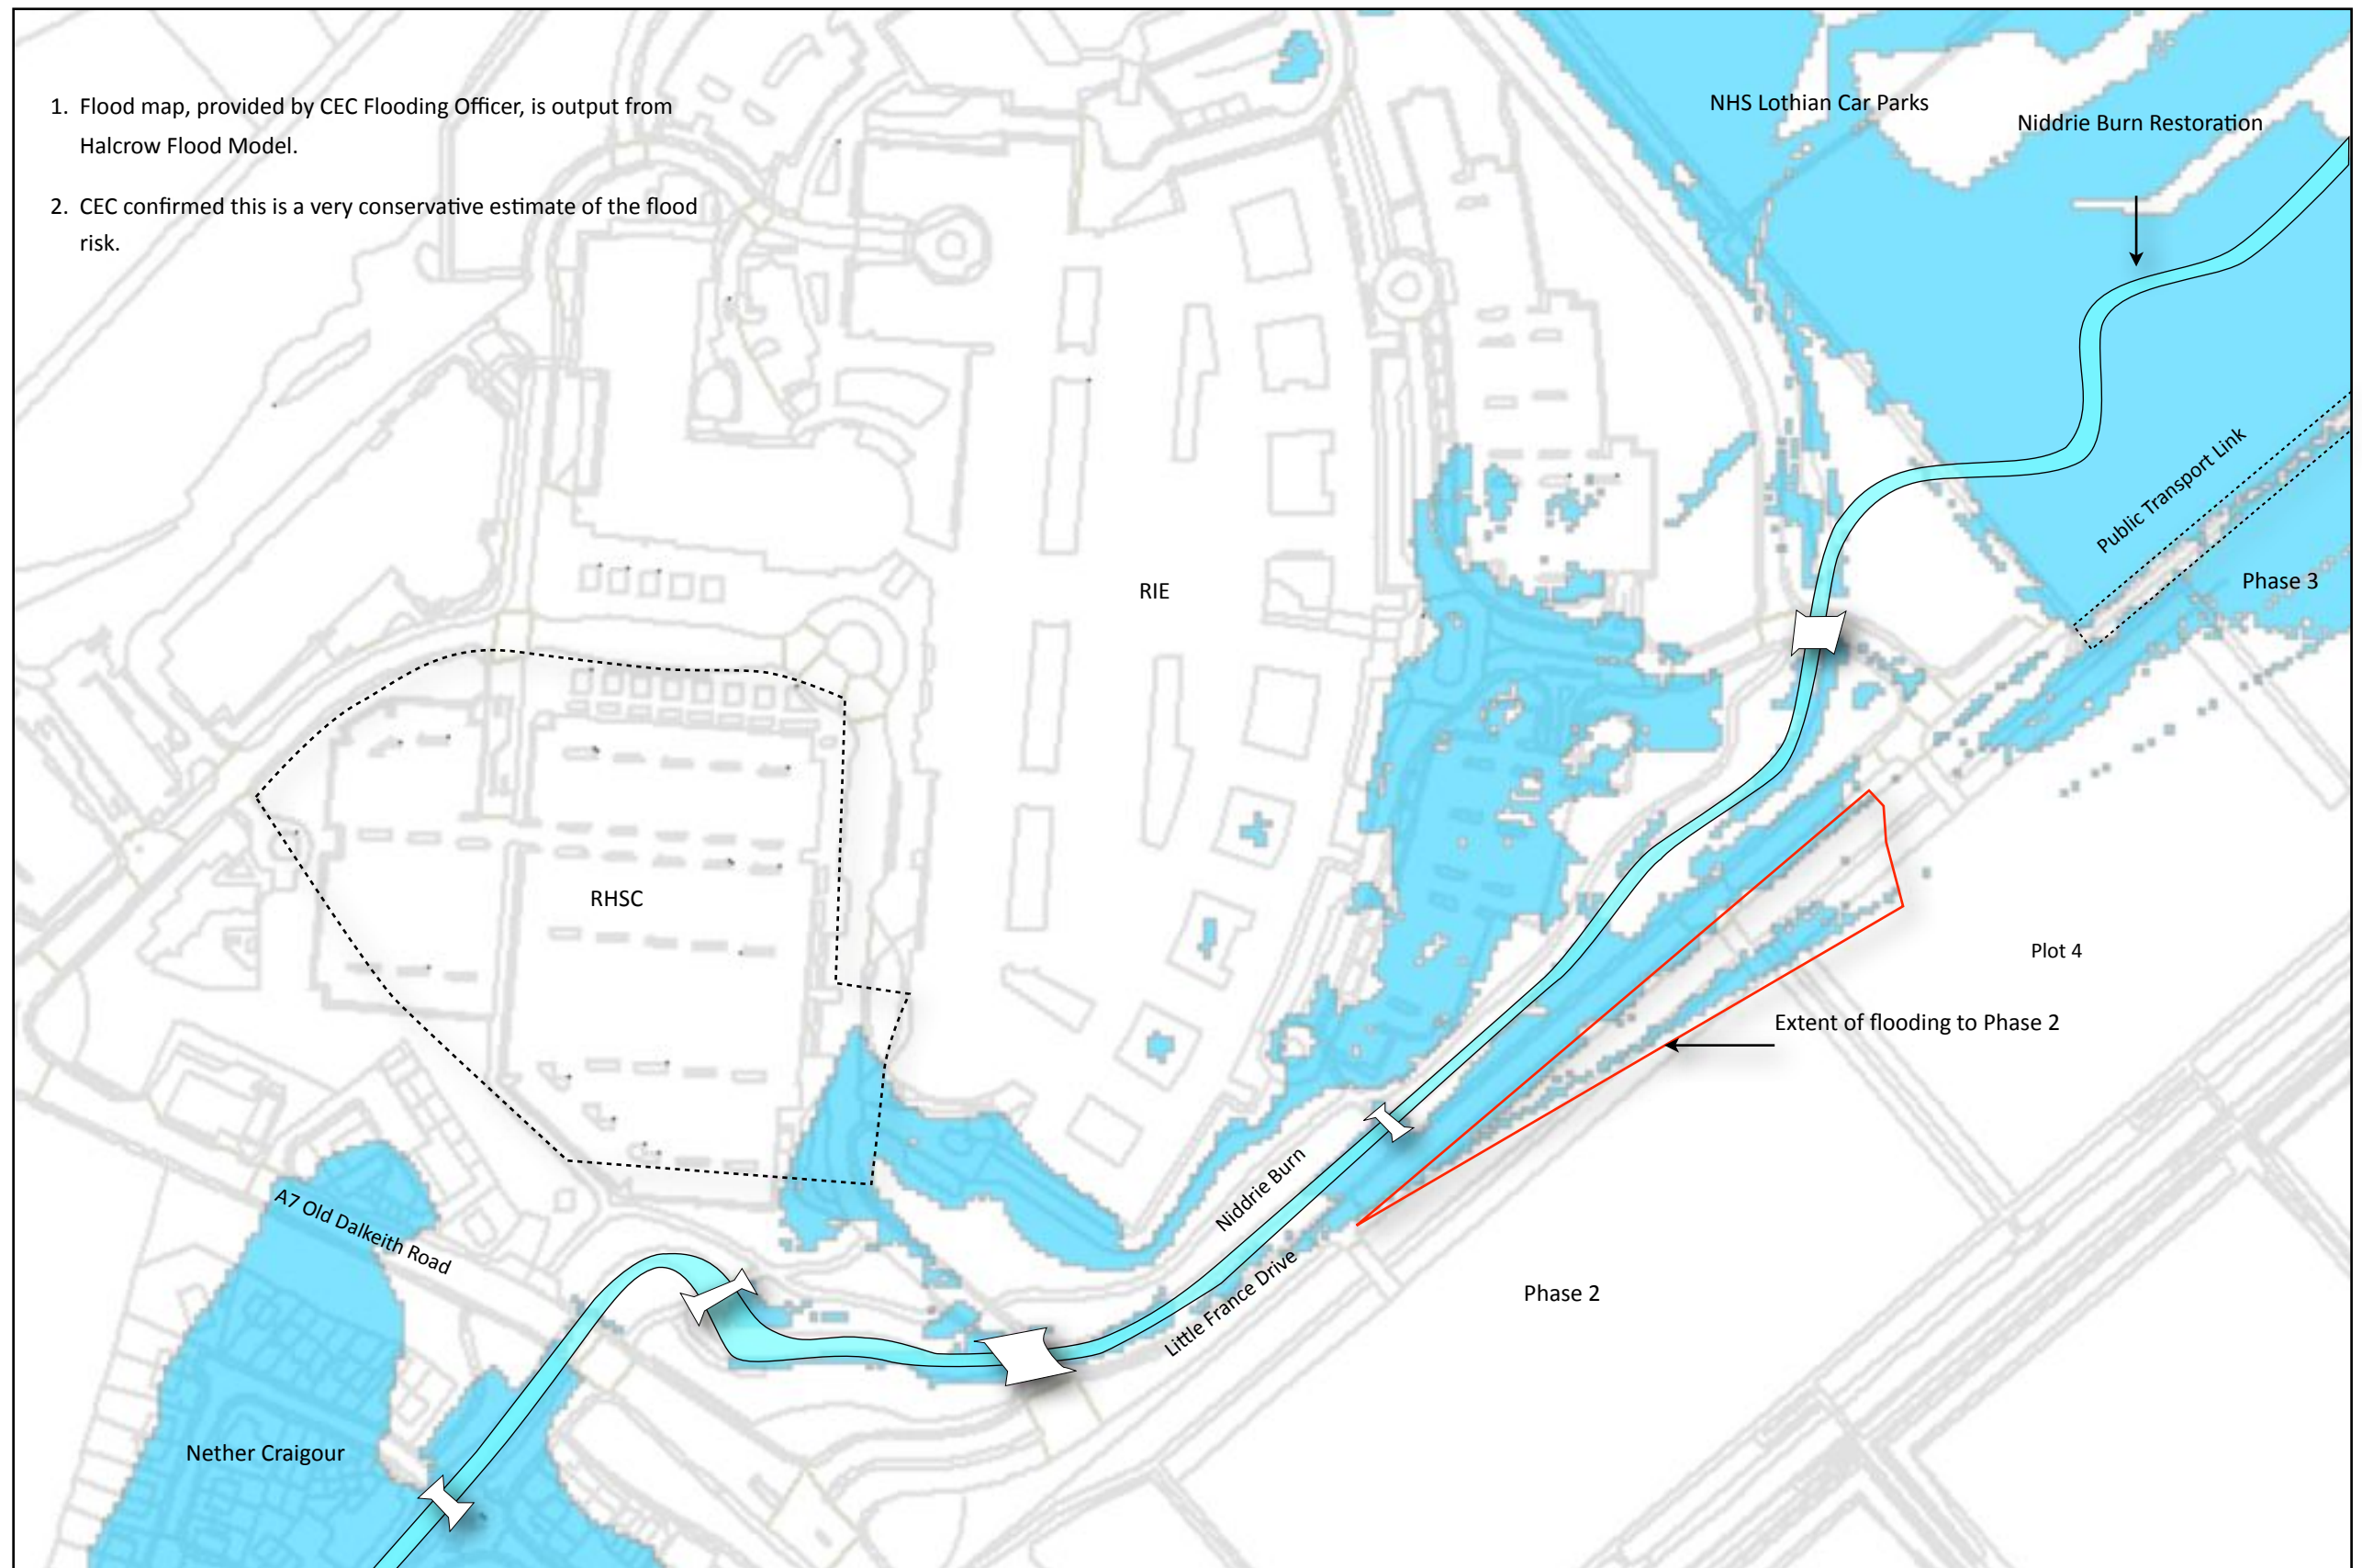 1. Flood map, provided by CEC Flooding Officer, is output from
Halcrow Flood Model.
2. CEC confirmed this is a very conservative estimate of the flood
risk.
NHS Lothian Car Parks
Niddrie Burn Restoration
Public Transport Link
Phase 3
RIE
RHSC
Plot 4
Extent of flooding to Phase 2
Niddrie Burn
A7 Old Dalkeith Road
Little France Drive
Phase 2
Nether Craigour